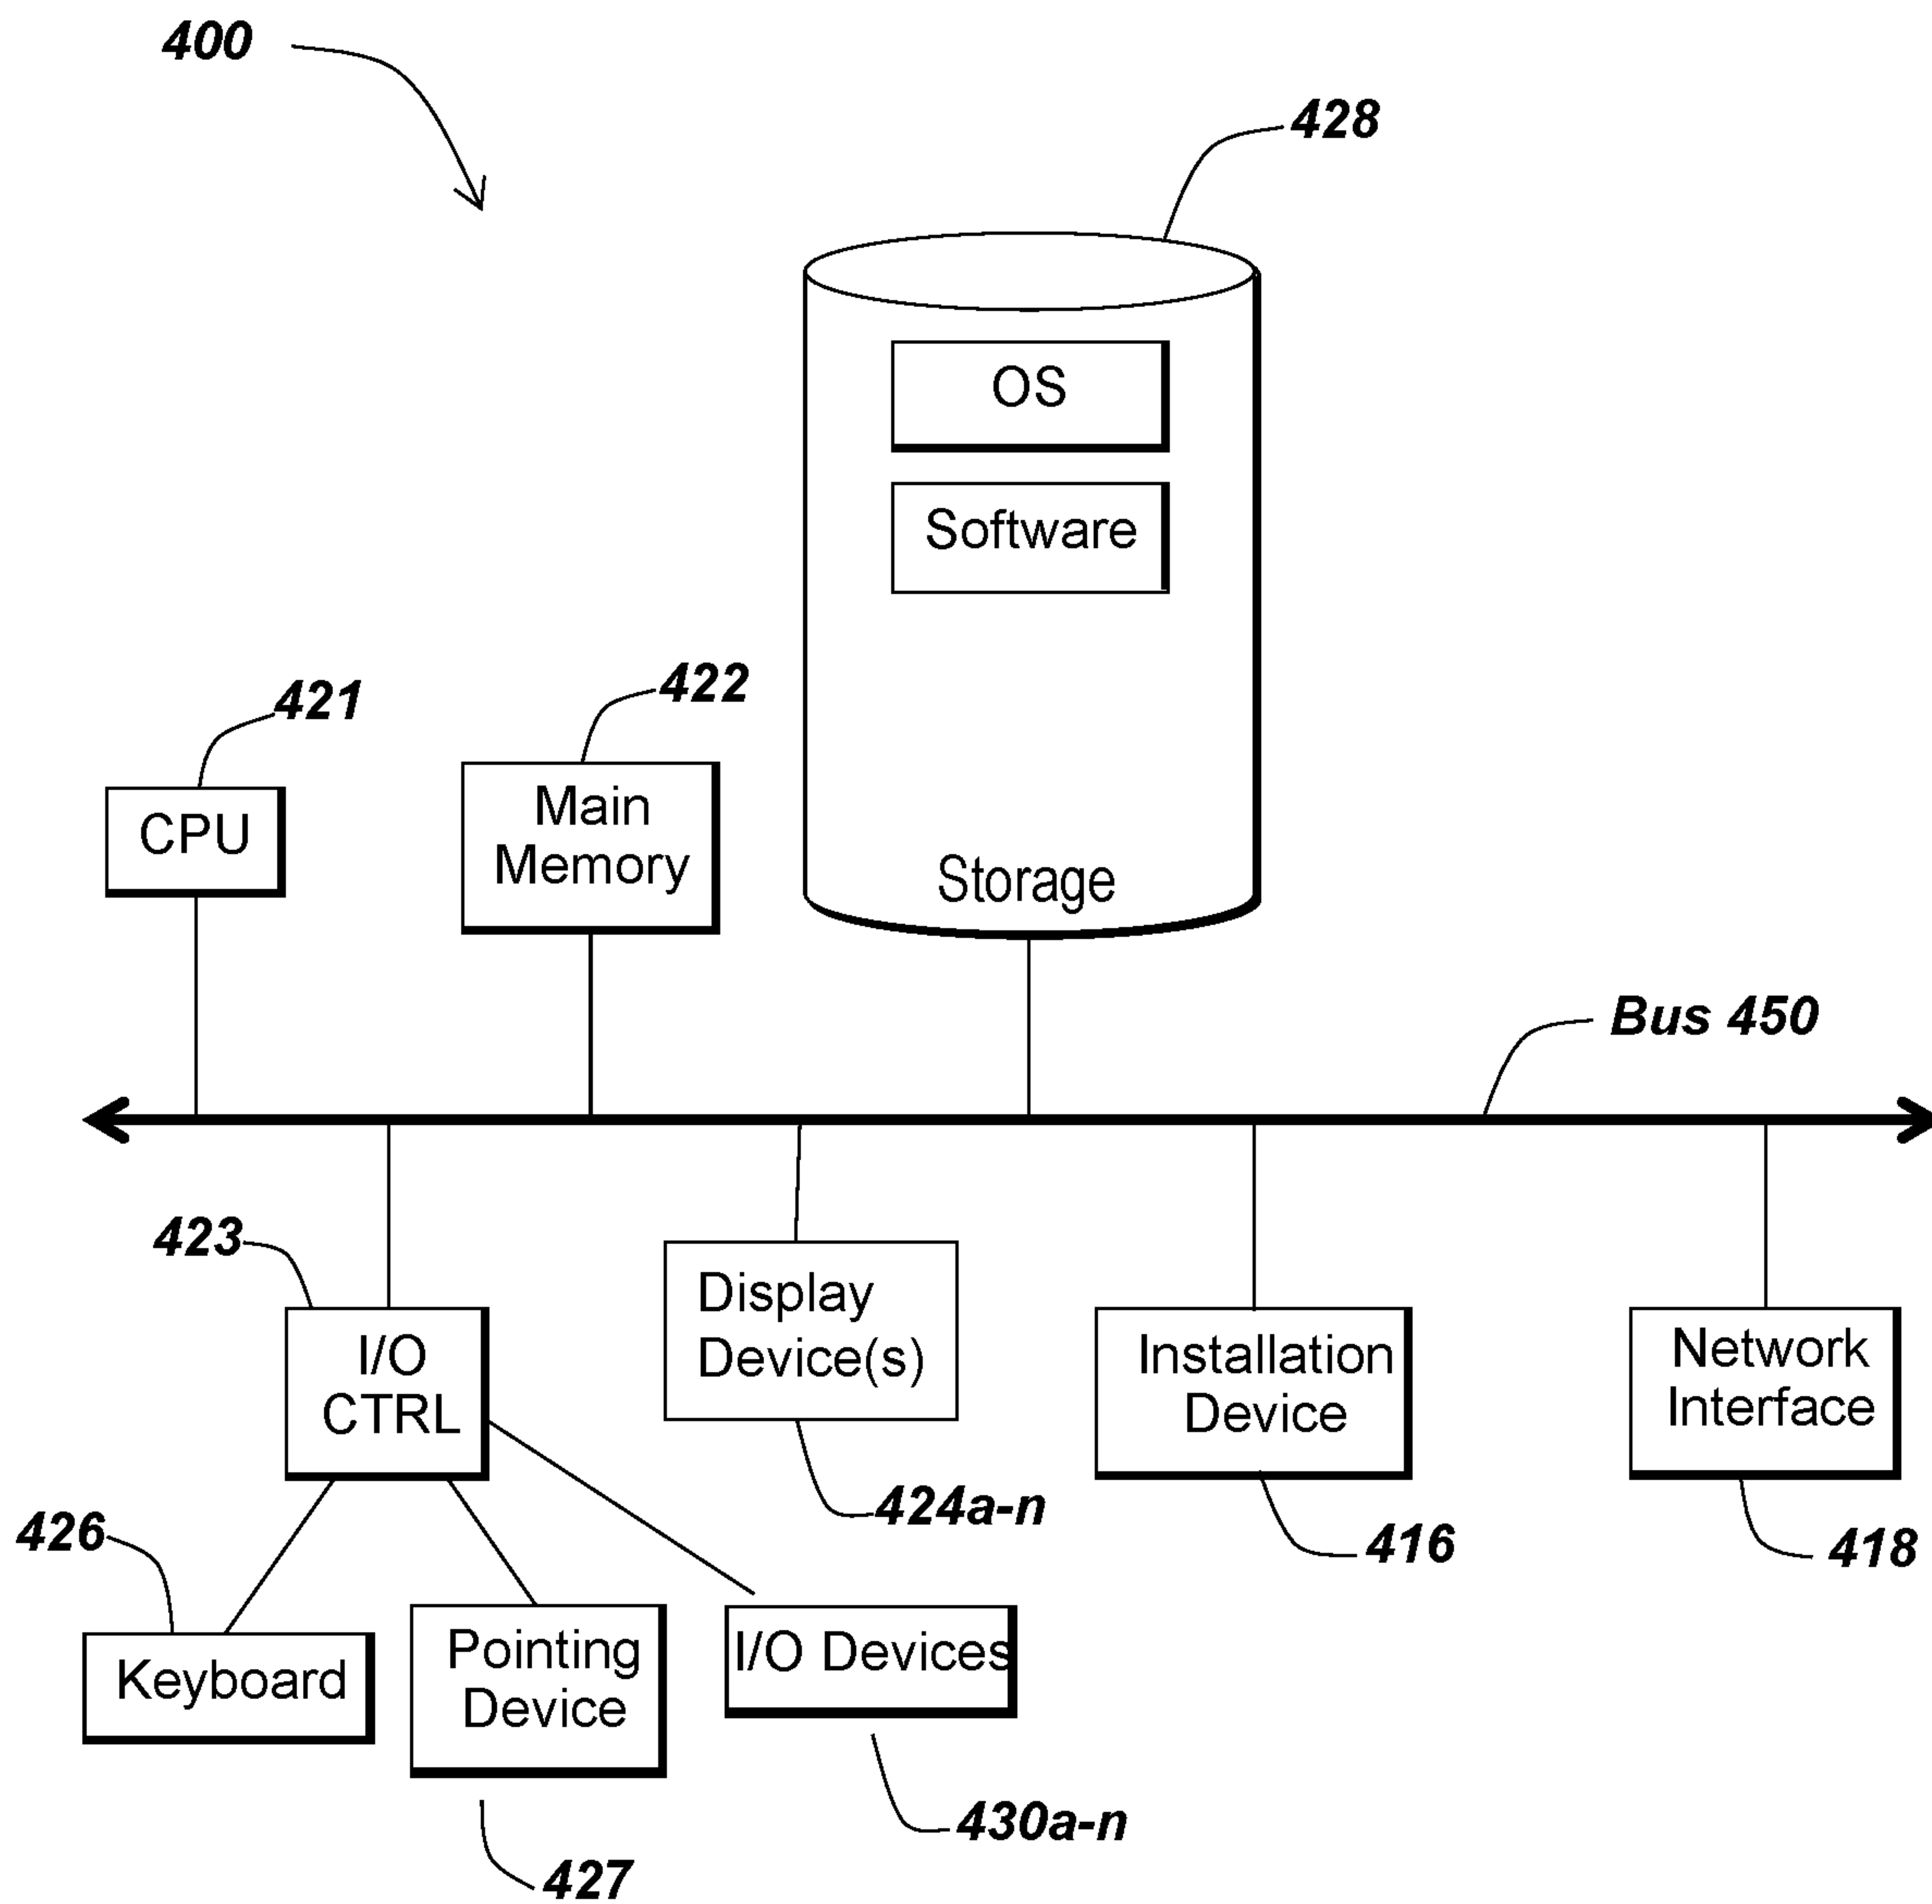 400
428
OS
Software
422
421
Main
Memory
CPU
Storage
Bus 450
423
Display
Device(s)
I/O
CTRL
Installation
Device
Network
Interface
424a-n
426
416
418
Pointing
Device
I/O Devices
Keyboard
430a-n
427